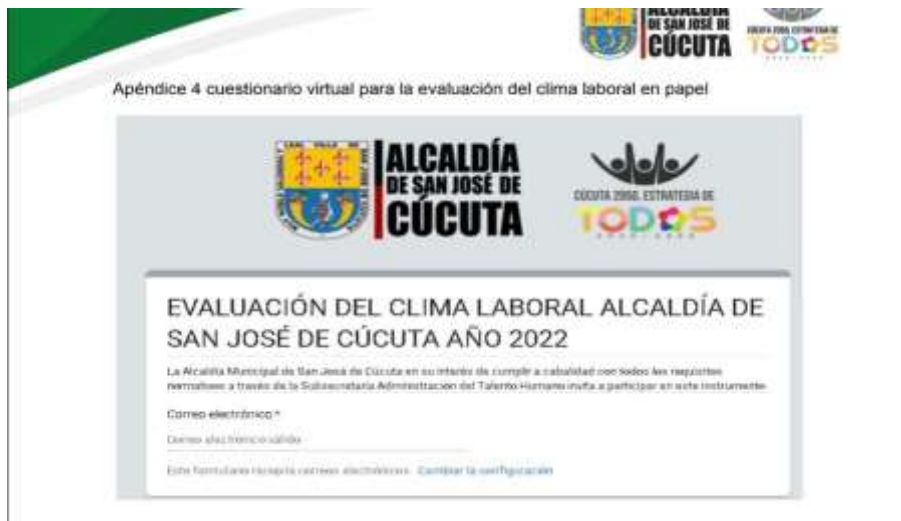 ALCALDÍA
DE SAN JOSÉ DE
CÚCUTA
TODOS
Apéndice 4 cuestionario virtual para la evaluación del clima laboral en papel
ALCALDÍA
DE SAN JOSÉ DE
CÚCUTA
CÚCUTA 2050, ESTRATEGIA DE
TODOS
EVALUACIÓN DEL CLIMA LABORAL ALCALDÍA DE
SAN JOSÉ DE CÚCUTA AÑO 2022
La Alcaldía Municipal de San José de Cúcuta en su interés de cumplir a cabalidad con todos los requisitos
normativos a través de la Subsecretaría Administración del Talento Humano invita a participar en este instrumento
Correo electrónico *
Correo electrónico válido
Este formulario recopila correos electrónicos. Cambiar la configuración